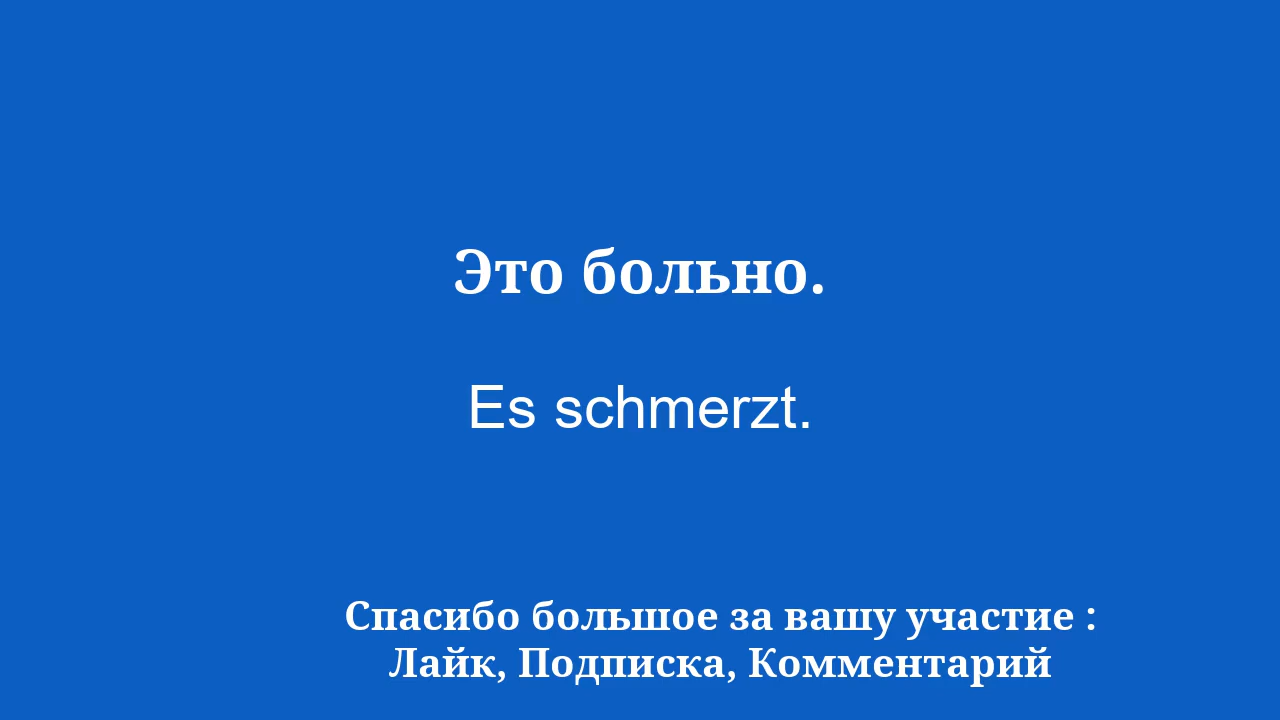 Это больно.
Es schmerzt.
Спасибо большое за вашу участие :
Лайк, Подписка, Комментарий